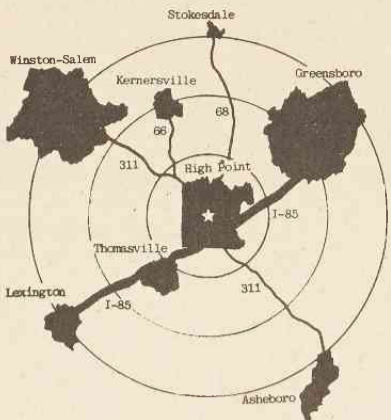 Stokesdale
Winston-Salem
Kernersville
Greensboro
68
66
311
High Point
I-85
Thomasville
311
Lexington
I-85
Asheboro